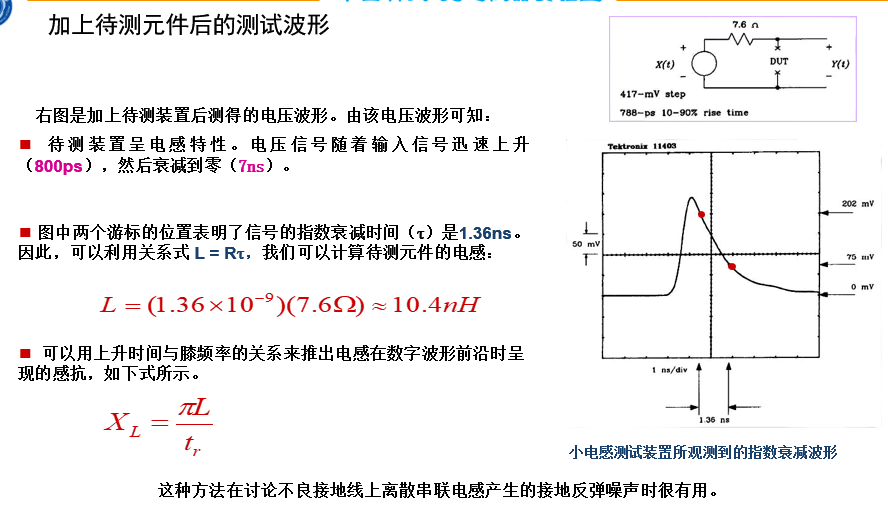 加上待测元件后的测试波形
7.6 Ω
+
+
X(t)
DUT
Y(t)
−
−
417-mV step
788-ps 10-90% rise time
右图是加上待测装置后测得的电压波形。由该电压波形可知：
■ 待测装置呈电感特性。电压信号随着输入信号迅速上升
（800ps），然后衰减到零（7ns）。
■ 图中两个游标的位置表明了信号的指数衰减时间（τ）是1.36ns。
因此，可以利用关系式 L = Rτ，我们可以计算待测元件的电感：
L = (1.36×10⁻⁹)(7.6Ω) ≈ 10.4nH
■ 可以用上升时间与膝频率的关系来推出电感在数字波形前沿时呈
现的感抗，如下式所示。
X_L = πL / t_r
Tektronix 11403
202 mV
50 mV
75 mV
0 mV
1 ns/div
1.36 ns
小电感测试装置所观测到的指数衰减波形
这种方法在讨论不良接地线上离散串联电感产生的接地反弹噪声时很有用。